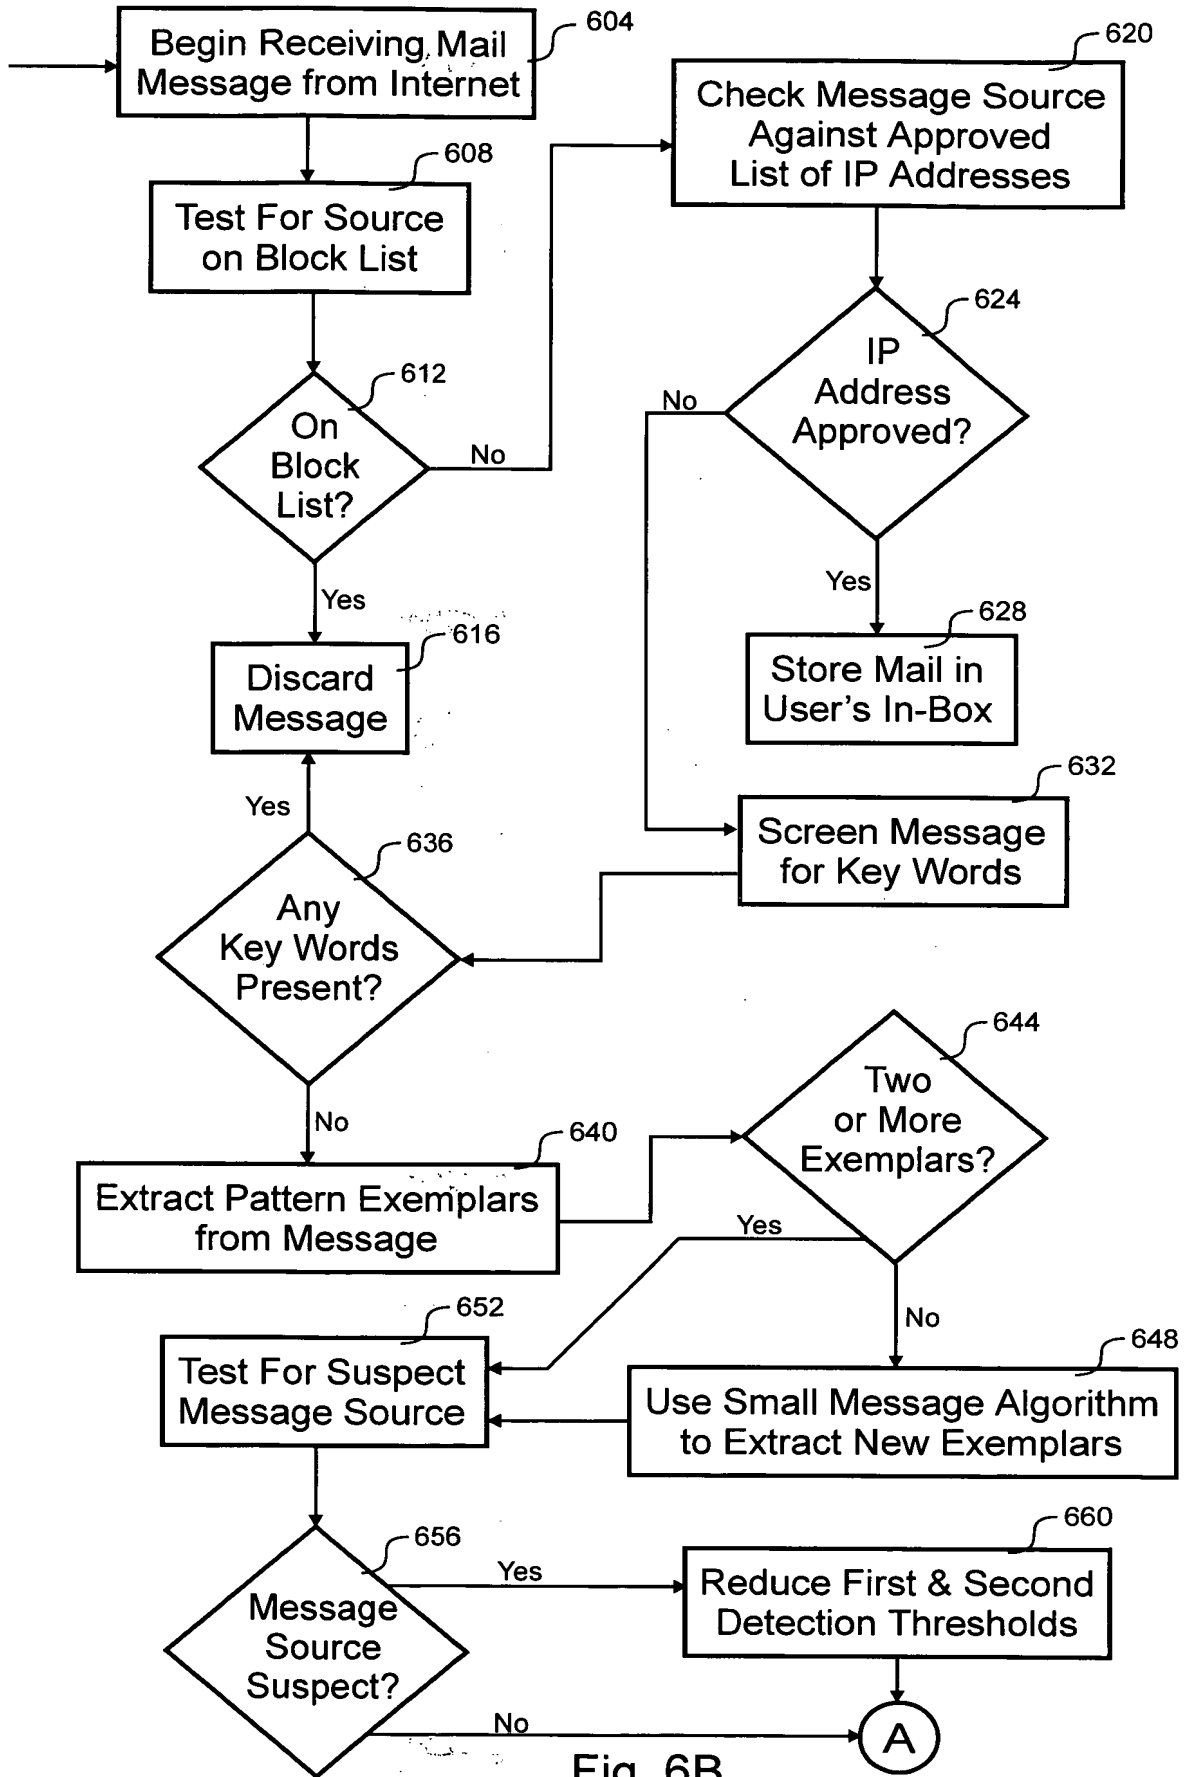 604
Begin Receiving Mail
Message from Internet
620
Check Message Source
Against Approved
List of IP Addresses
608
Test For Source
on Block List
624
IP
Address
Approved?
No
612
On
Block
List?
No
Yes
Yes
628
Store Mail in
User's In-Box
616
Discard
Message
632
Screen Message
for Key Words
Yes
636
Any
Key Words
Present?
No
644
Two
or More
Exemplars?
640
Extract Pattern Exemplars
from Message
Yes
No
652
Test For Suspect
Message Source
648
Use Small Message Algorithm
to Extract New Exemplars
656
Message
Source
Suspect?
Yes
660
Reduce First & Second
Detection Thresholds
No
A
Fig. 6B